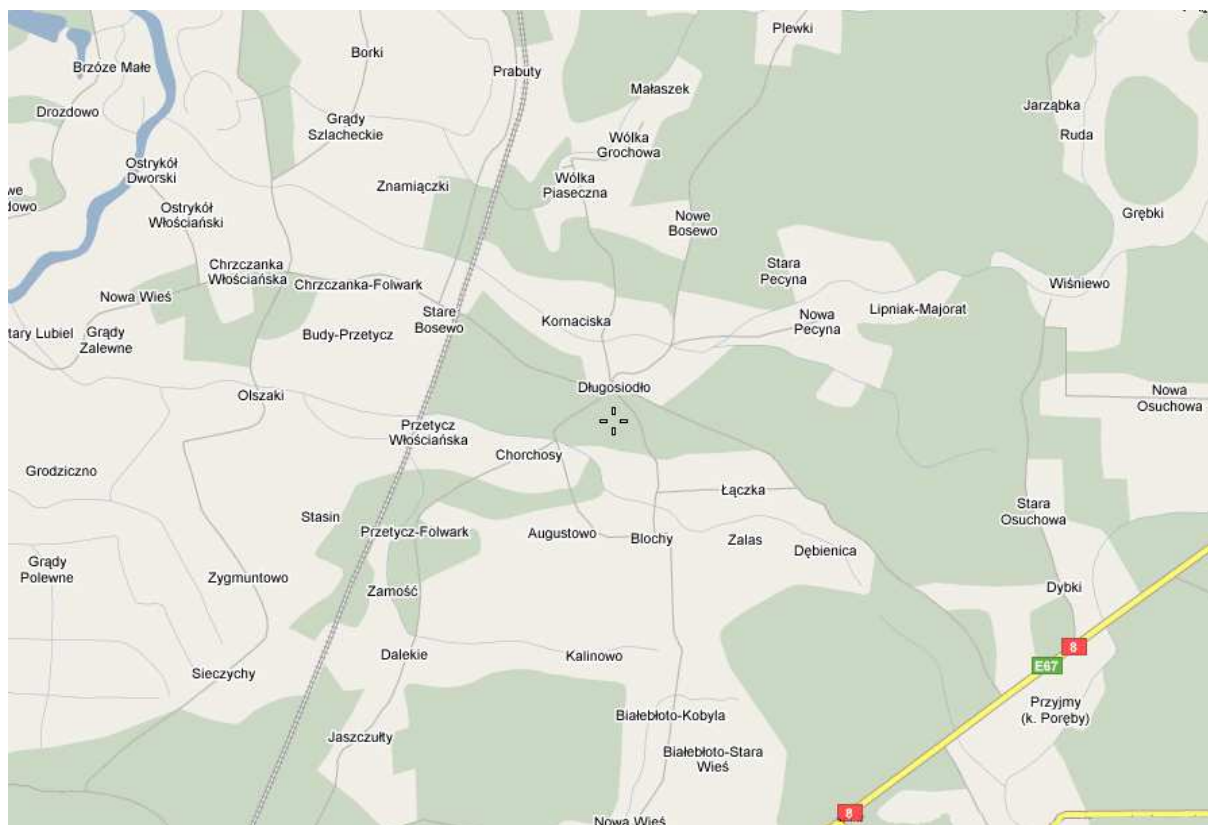 Plewki
Borki
Brzóze Małe
Prabuty
Małaszek
Jarząbka
Drozdowo
Grądy
Szlacheckie
Ruda
Wólka
Grochowa
Ostrykół
Dworski
Znamiączki
Wólka
Piaseczna
Ostrykół
Włościański
Nowe
Bosewo
Grębki
Chrzczanka
Włościańska
Stara
Pecyna
Chrzczanka-Folwark
Wiśniewo
Nowa Wieś
Stare
Bosewo
Kornaciska
Nowa
Pecyna
Lipniak-Majorat
tary Lubiel
Grądy
Zalewne
Budy-Przetycz
Długosiodło
Olszaki
Nowa
Osuchowa
Przetycz
Włościańska
Chorchosy
Grodziczno
Łączka
Stasin
Stara
Osuchowa
Przetycz-Folwark
Augustowo
Blochy
Zalas
Dębienica
Grądy
Polewne
Zygmuntowo
Zamość
Dybki
Dalekie
Kalinowo
8
E67
Sieczychy
Przyjmy
(k. Poręby)
Białebłoto-Kobyla
Jaszczułty
Białebłoto-Stara
Wieś
8
Nowa Wieś